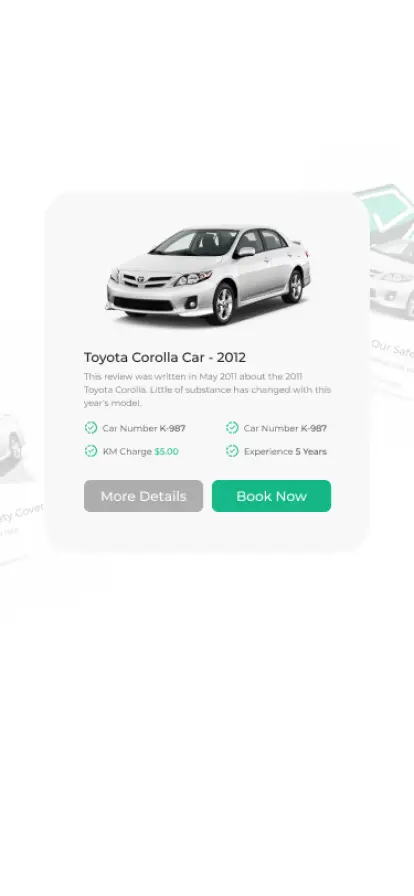 Our Safe
Toyota Corolla Car - 2012
This review was written in May 2011 about the 2011
Toyota Corolla. Little of substance has changed with this
year's model.
Car Number K-987
Car Number K-987
KM Charge $5.00
Experience 5 Years
More Details
Book Now
ty Cover